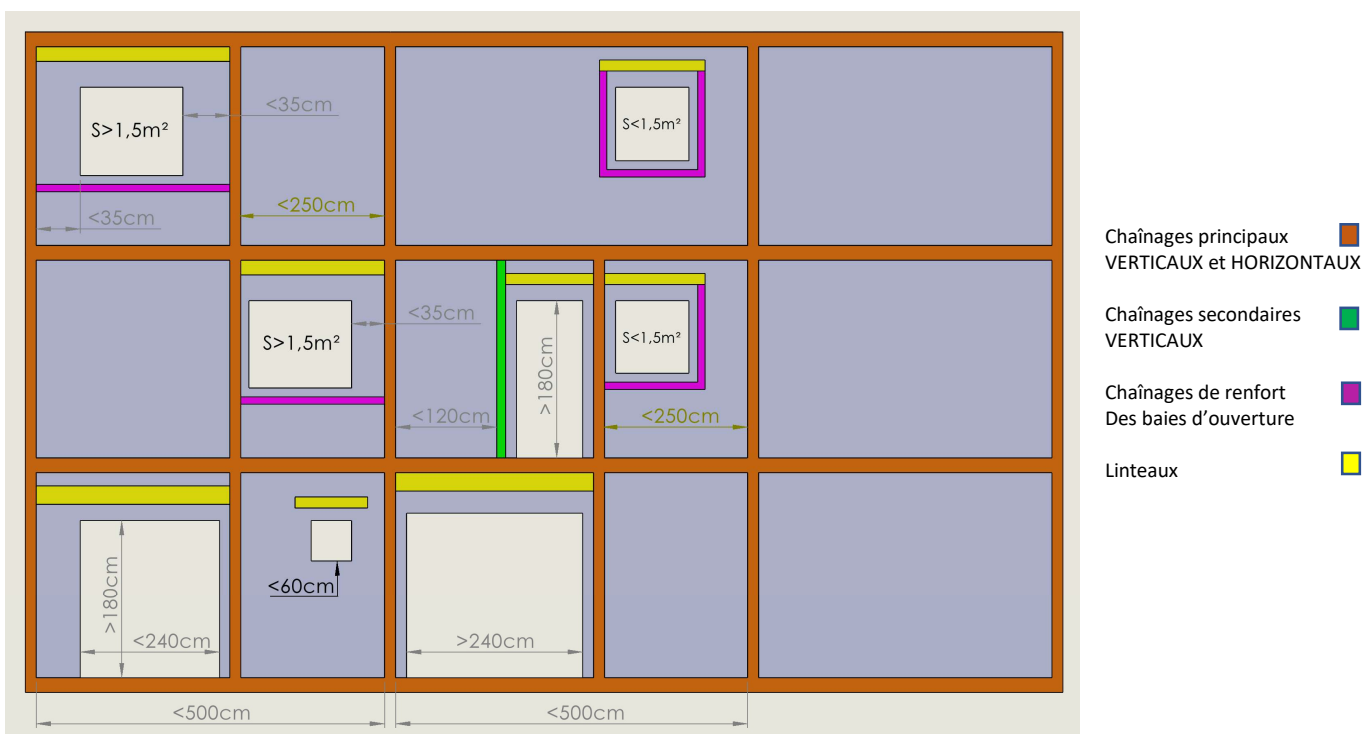 <35cm
S>1,5m²
S<1,5m²
<35cm
<250cm
<35cm
S>1,5m²
S<1,5m²
>180cm
<120cm
<250cm
>180cm
<60cm
<240cm
>240cm
<500cm
<500cm
Chaînages principaux
VERTICAUX et HORIZONTAUX
Chaînages secondaires
VERTICAUX
Chaînages de renfort
Des baies d’ouverture
Linteaux